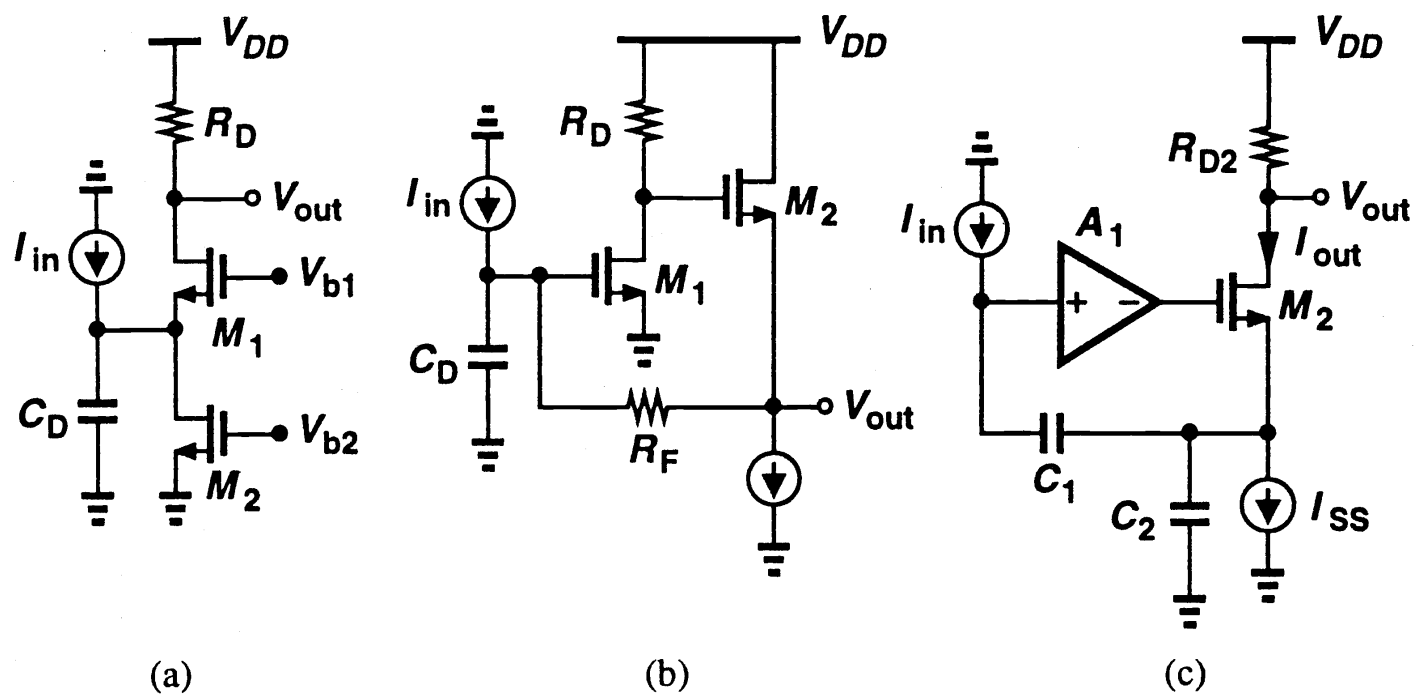 V_DD
R_D
V_out
I_in
V_b1
M_1
C_D
V_b2
M_2
(a)
V_DD
R_D
I_in
M_2
M_1
C_D
V_out
R_F
(b)
V_DD
R_D2
V_out
I_in
A_1
I_out
+ −
M_2
C_1
C_2
I_SS
(c)